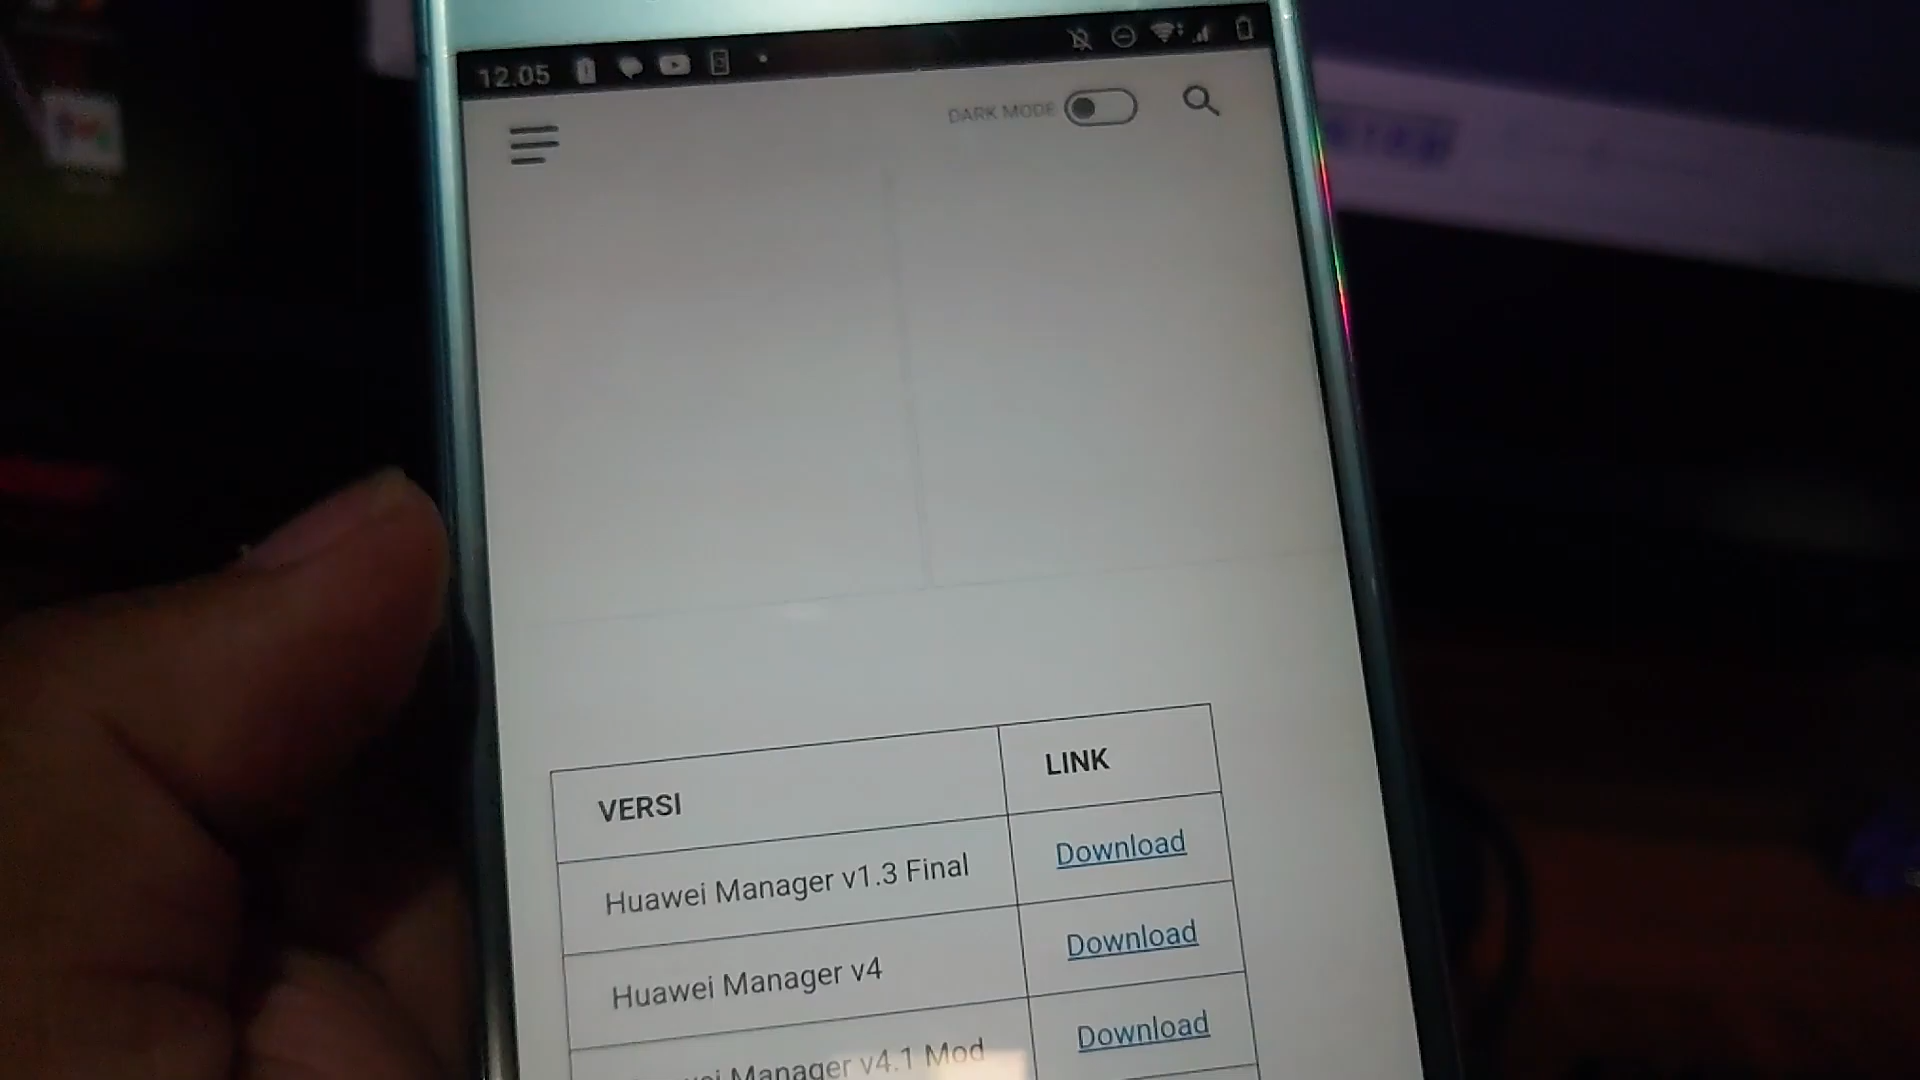 12.05
DARK MODE
VERSI
LINK
Huawei Manager v1.3 Final
Download
Huawei Manager v4
Download
Manager v4.1 Mod
Download